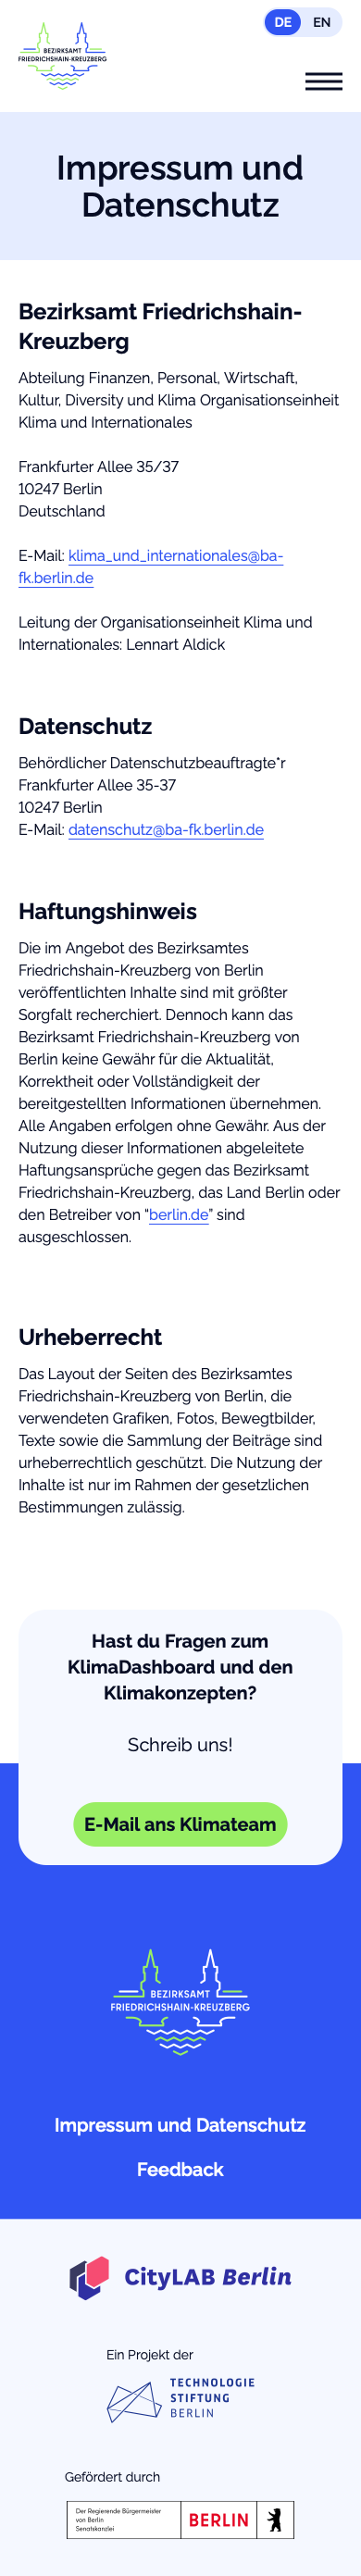 DE EN
BEZIRKSAMT
FRIEDRICHSHAIN-KREUZBERG
Impressum und
Datenschutz
Bezirksamt Friedrichshain-
Kreuzberg
Abteilung Finanzen, Personal, Wirtschaft,
Kultur, Diversity und Klima Organisationseinheit
Klima und Internationales
Frankfurter Allee 35/37
10247 Berlin
Deutschland
E-Mail: klima_und_internationales@ba-
fk.berlin.de
Leitung der Organisationseinheit Klima und
Internationales: Lennart Aldick
Datenschutz
Behördlicher Datenschutzbeauftragte*r
Frankfurter Allee 35-37
10247 Berlin
E-Mail: datenschutz@ba-fk.berlin.de
Haftungshinweis
Die im Angebot des Bezirksamtes
Friedrichshain-Kreuzberg von Berlin
veröffentlichten Inhalte sind mit größter
Sorgfalt recherchiert. Dennoch kann das
Bezirksamt Friedrichshain-Kreuzberg von
Berlin keine Gewähr für die Aktualität,
Korrektheit oder Vollständigkeit der
bereitgestellten Informationen übernehmen.
Alle Angaben erfolgen ohne Gewähr. Aus der
Nutzung dieser Informationen abgeleitete
Haftungsansprüche gegen das Bezirksamt
Friedrichshain-Kreuzberg, das Land Berlin oder
den Betreiber von “berlin.de” sind
ausgeschlossen.
Urheberrecht
Das Layout der Seiten des Bezirksamtes
Friedrichshain-Kreuzberg von Berlin, die
verwendeten Grafiken, Fotos, Bewegtbilder,
Texte sowie die Sammlung der Beiträge sind
urheberrechtlich geschützt. Die Nutzung der
Inhalte ist nur im Rahmen der gesetzlichen
Bestimmungen zulässig.
Hast du Fragen zum
KlimaDashboard und den
Klimakonzepten?
Schreib uns!
E-Mail ans Klimateam
BEZIRKSAMT
FRIEDRICHSHAIN-KREUZBERG
Impressum und Datenschutz
Feedback
CityLAB Berlin
Ein Projekt der
TECHNOLOGIE
STIFTUNG
BERLIN
Gefördert durch
Der Regierende Bürgermeister
von Berlin
Senatskanzlei
BERLIN